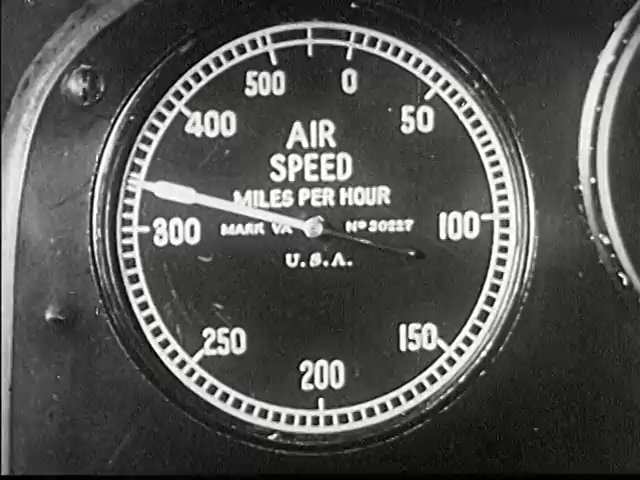 500 0
400 50
AIR
SPEED
MILES PER HOUR
MARK VA Nº 30227
300 100
U.S.A.
250 150
200